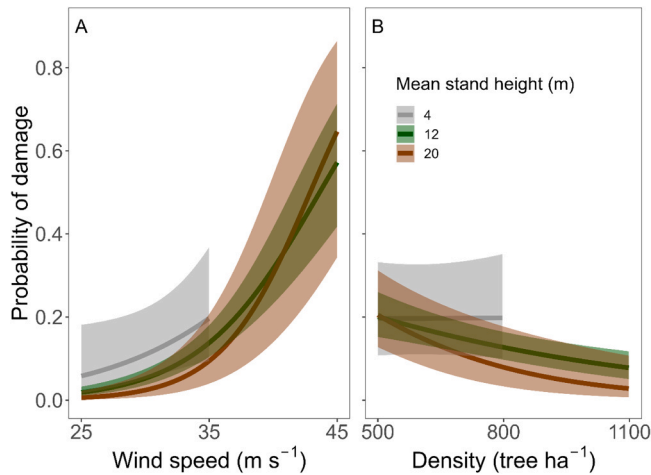 A
B
Probability of damage
0.8
0.6
0.4
0.2
0.0
Mean stand height (m)
4
12
20
25 35 45
500 800 1100
Wind speed (m s⁻¹)
Density (tree ha⁻¹)